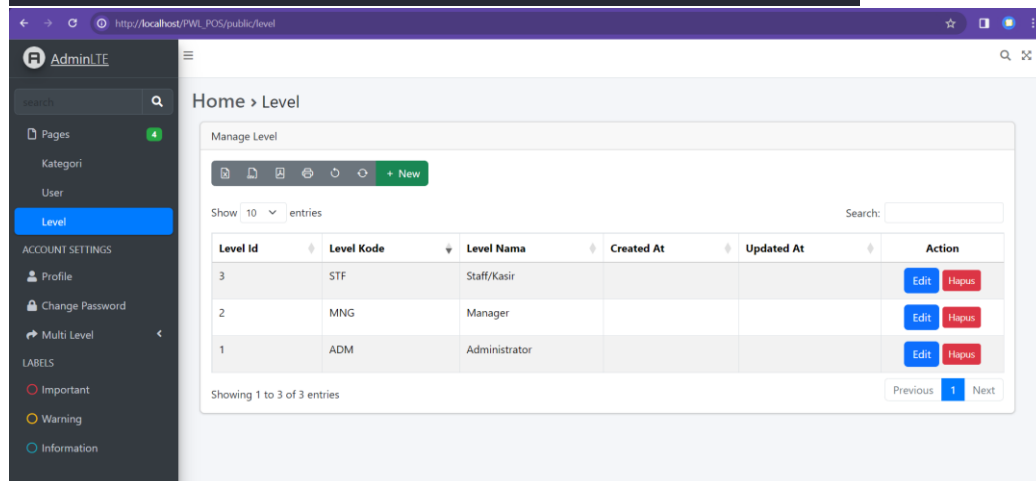 http://localhost/PWL_POS/public/level
AdminLTE
search
Pages 4
Kategori
User
Level
ACCOUNT SETTINGS
Profile
Change Password
Multi Level
LABELS
Important
Warning
Information
Home › Level
Manage Level
+ New
Show 10 entries
Search:
Level Id Level Kode Level Nama Created At Updated At Action
3 STF Staff/Kasir Edit Hapus
2 MNG Manager Edit Hapus
1 ADM Administrator Edit Hapus
Showing 1 to 3 of 3 entries
Previous 1 Next